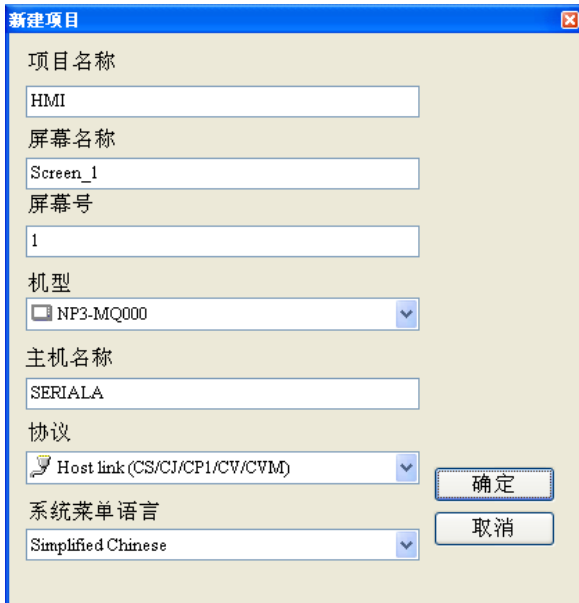 新建项目
项目名称
HMI
屏幕名称
Screen_1
屏幕号
1
机型
NP3-MQ000
主机名称
SERIALA
协议
Host link (CS/CJ/CP1/CV/CVM)
确定
系统菜单语言
取消
Simplified Chinese